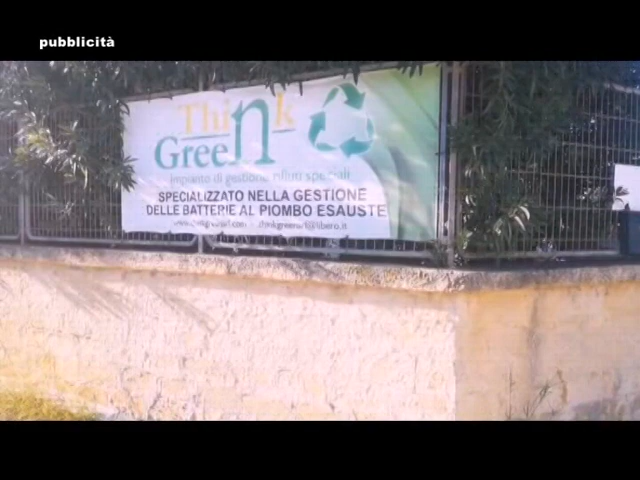 pubblicità
Think
Green
Impianto di gestione rifiuti speciali
SPECIALIZZATO NELLA GESTIONE
DELLE BATTERIE AL PIOMBO ESAUSTE